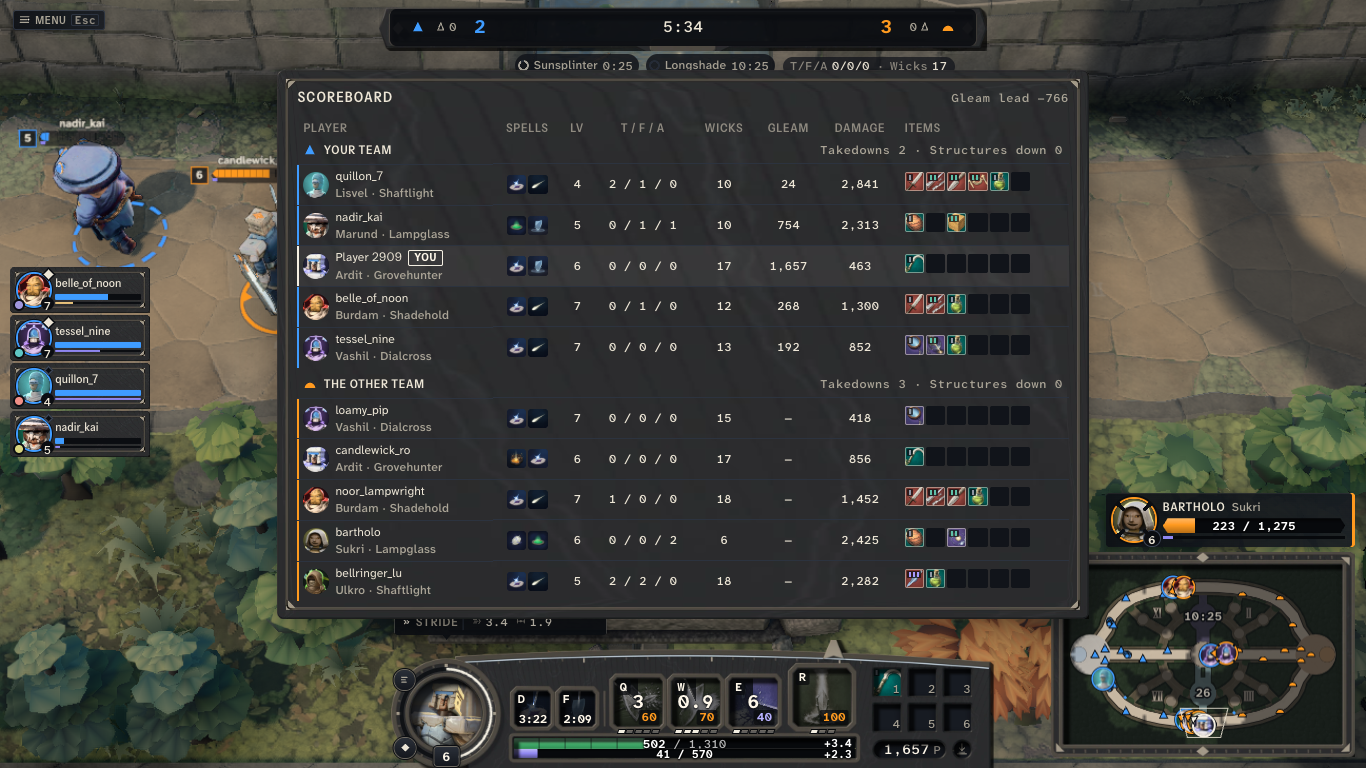 MENU Esc
Δ 0 2 5:34 3 0 Δ
Sunsplinter 0:25 Longshade 10:25 T/F/A 0/0/0 · Wicks 17
SCOREBOARD Gleam lead −766
PLAYER SPELLS LV T / F / A WICKS GLEAM DAMAGE ITEMS
YOUR TEAM Takedowns 2 · Structures down 0
quillon_7
Lisvel · Shaftlight
4 2 / 1 / 0 10 24 2,841
nadir_kai
Marund · Lampglass
5 0 / 1 / 1 10 754 2,313
Player 2909 YOU
Ardit · Grovehunter
6 0 / 0 / 0 17 1,657 463
belle_of_noon
Burdam · Shadehold
7 0 / 1 / 0 12 268 1,300
tessel_nine
Vashil · Dialcross
7 0 / 0 / 0 13 192 852
THE OTHER TEAM Takedowns 3 · Structures down 0
loamy_pip
Vashil · Dialcross
7 0 / 0 / 0 15 — 418
candlewick_ro
Ardit · Grovehunter
6 0 / 0 / 0 17 — 856
noor_lampwright
Burdam · Shadehold
7 1 / 0 / 0 18 — 1,452
bartholo
Sukri · Lampglass
6 0 / 0 / 2 6 — 2,425
bellringer_lu
Ulkro · Shaftlight
5 2 / 2 / 0 18 — 2,282
nadir_kai
5
candlewick_
6
belle_of_noon
7
tessel_nine
7
quillon_7
4
nadir_kai
5
BARTHOLO Sukri
223 / 1,275
6
10:25
XI II
VII
26
» STRIDE 3.4 1.9
D 3:22
F 2:09
Q 3 60
W 0.9 70
E 6 40
R 100
1 2 3
4 5 6
502 / 1,310 +3.4
41 / 570 +2.3
6
1,657 P